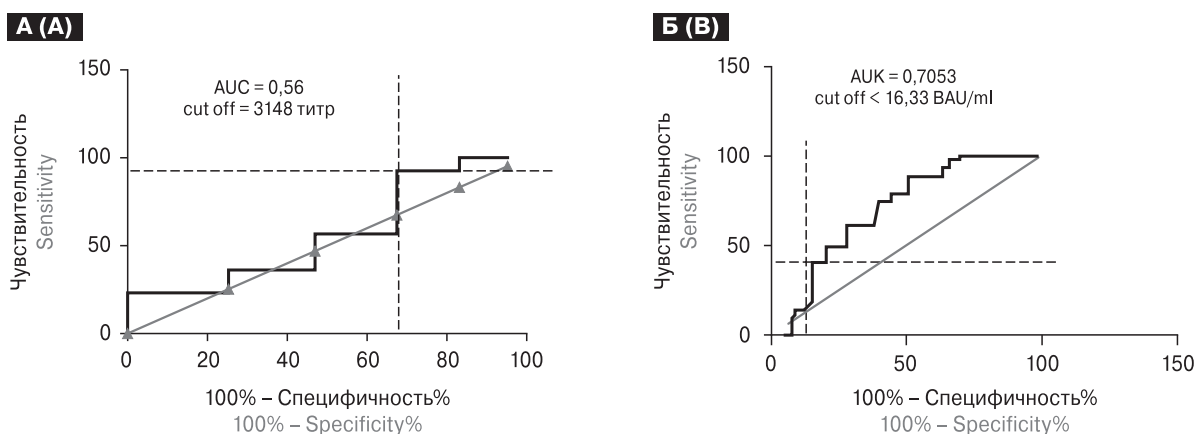 А (A)
AUC = 0,56
cut off = 3148 титр
150
100
50
0
Чувствительность
Sensitivity
0 20 40 60 80 100
100% – Специфичность%
100% – Specificity%
Б (B)
AUK = 0,7053
cut off < 16,33 BAU/ml
150
100
50
0
Чувствительность
Sensitivity
0 50 100 150
100% – Специфичность%
100% – Specificity%